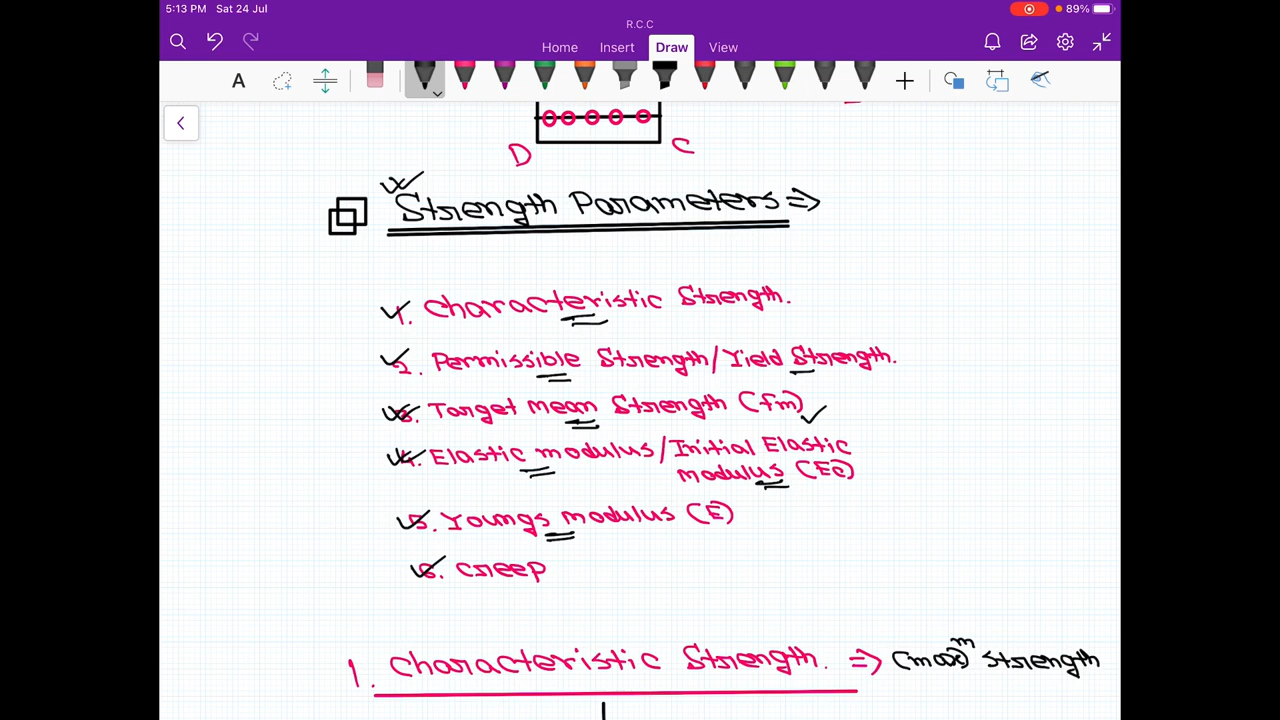 5:13 PM Sat 24 Jul
89%
R.C.C
Home Insert Draw View
A
D C
Strength Parameters =>
1. Characteristic Strength.
2. Permissible Strength/Yield Strength.
3. Target mean Strength (fm)
4. Elastic modulus/Initial Elastic
modulus (Ec)
5. Youngs modulus (E)
6. Creep
1. Characteristic Strength. => (max)m strength